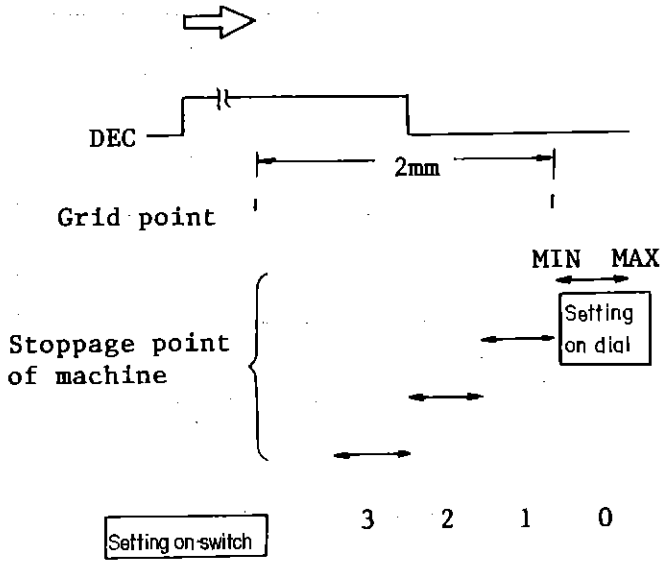 DEC
2mm
Grid point
MIN MAX
Setting
on dial
Stoppage point
of machine
3 2 1 0
Setting on-switch